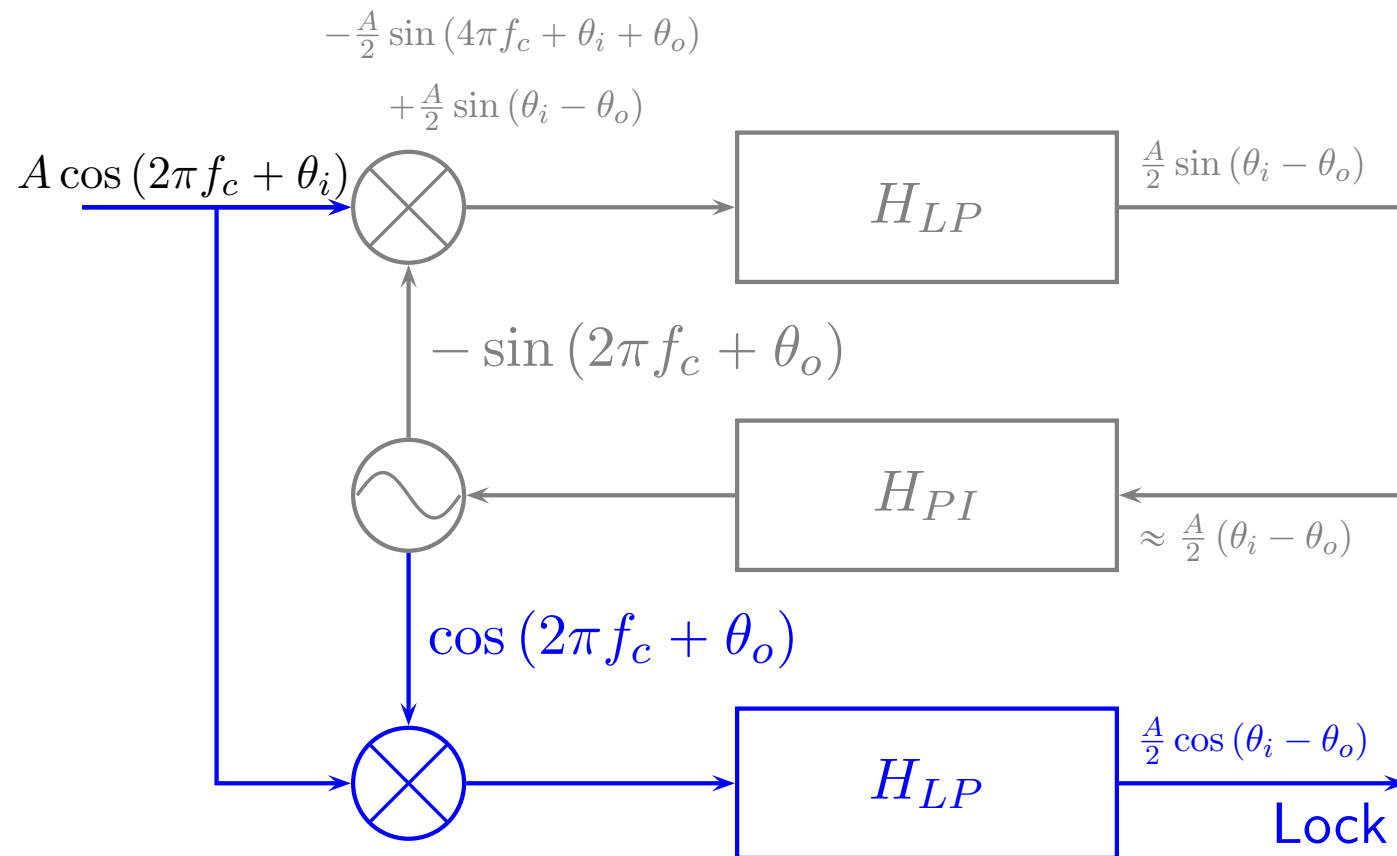 −A/2 sin (4πf_c + θ_i + θ_o)
+A/2 sin (θ_i − θ_o)
A cos (2πf_c + θ_i)
H_LP
A/2 sin (θ_i − θ_o)
− sin (2πf_c + θ_o)
H_PI
≈ A/2 (θ_i − θ_o)
cos (2πf_c + θ_o)
H_LP
A/2 cos (θ_i − θ_o)
Lock